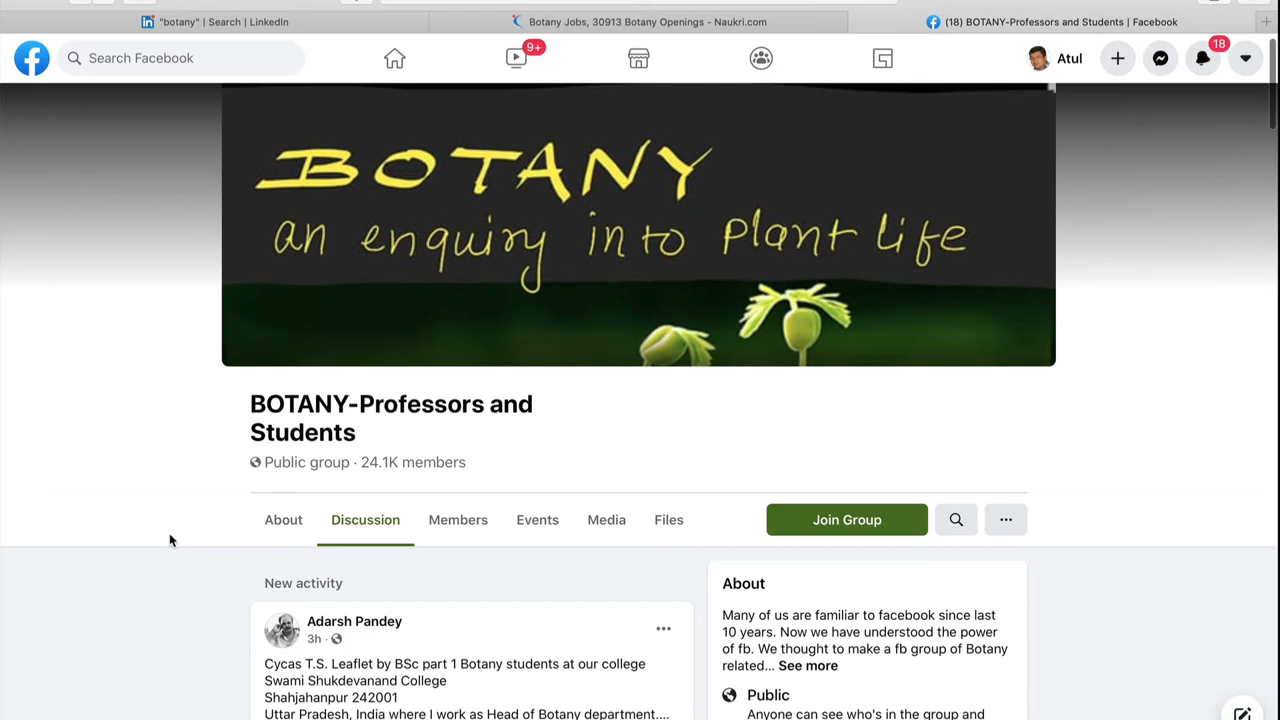 "botany" | Search | LinkedIn
Botany Jobs, 30913 Botany Openings - Naukri.com
(18) BOTANY-Professors and Students | Facebook
Search Facebook
9+
Atul
18
BOTANY
an enquiry into plant life
BOTANY-Professors and
Students
Public group · 24.1K members
About
Discussion
Members
Events
Media
Files
Join Group
New activity
Adarsh Pandey
3h ·
Cycas T.S. Leaflet by BSc part 1 Botany students at our college
Swami Shukdevanand College
Shahjahanpur 242001
Uttar Pradesh, India where I work as Head of Botany department....
About
Many of us are familiar to facebook since last
10 years. Now we have understood the power
of fb. We thought to make a fb group of Botany
related... See more
Public
Anyone can see who's in the group and